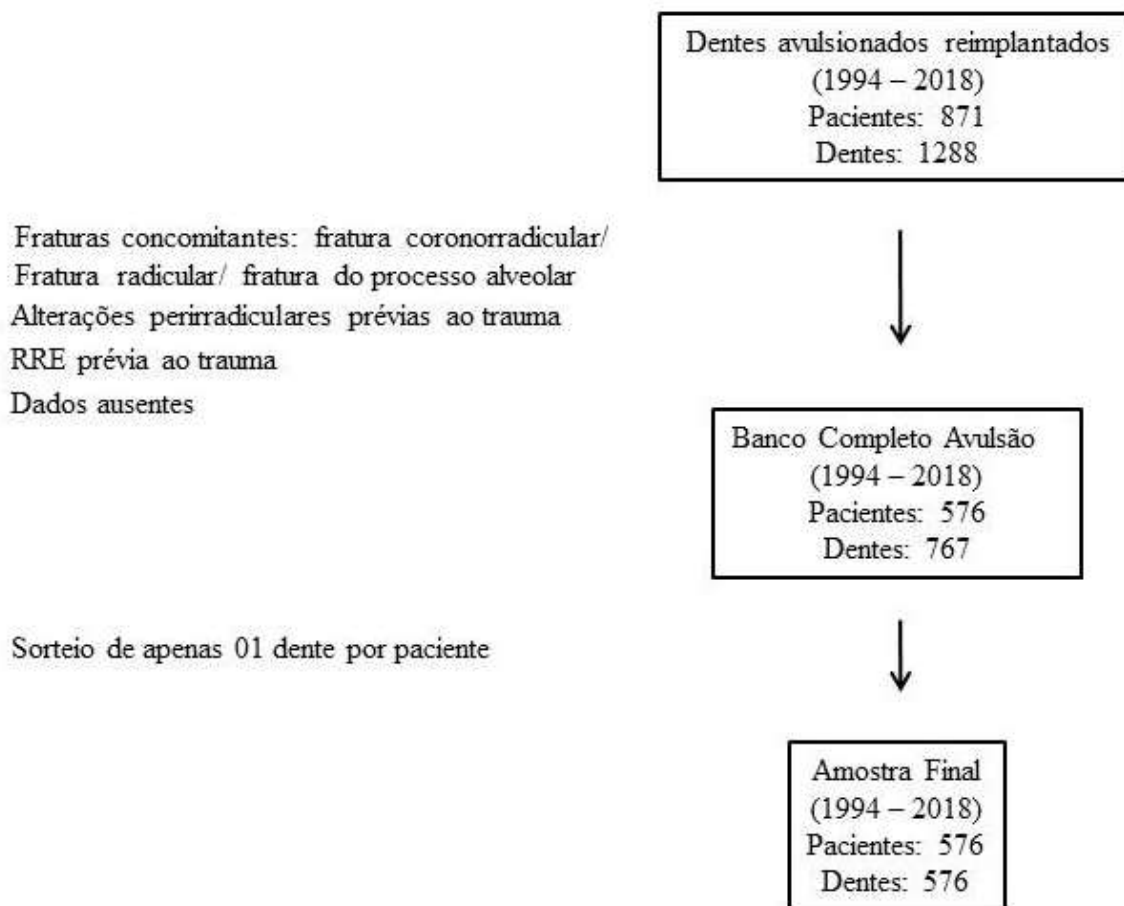 Dentes avulsionados reimplantados
(1994 – 2018)
Pacientes: 871
Dentes: 1288
Fraturas concomitantes: fratura coronorradicular/
Fratura radicular/ fratura do processo alveolar
Alterações perirradiculares prévias ao trauma
RRE prévia ao trauma
Dados ausentes
Banco Completo Avulsão
(1994 – 2018)
Pacientes: 576
Dentes: 767
Sorteio de apenas 01 dente por paciente
Amostra Final
(1994 – 2018)
Pacientes: 576
Dentes: 576